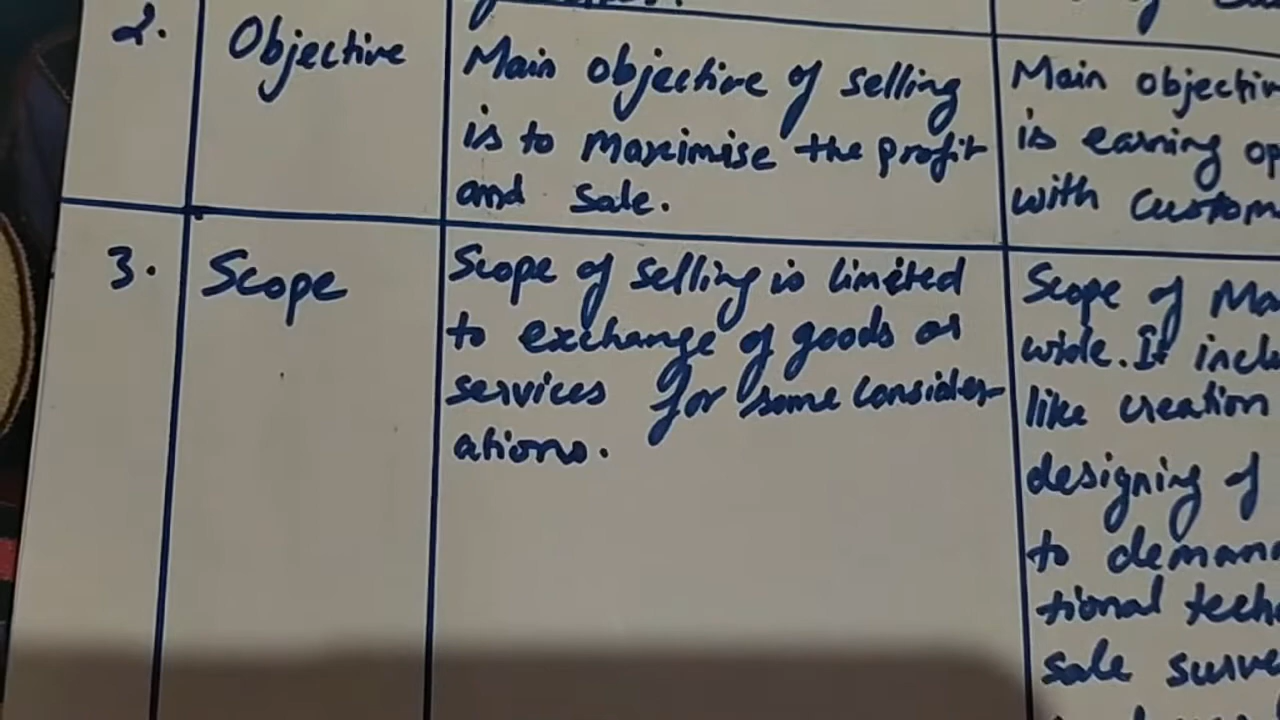 2.
Objective
Main objective of selling
is to maximise the profit
and sale.
Main objectiv
is earning op
with custom
3.
Scope
Scope of selling is limited
to exchange of goods or
services for some consider-
ations.
Scope of Ma
wide. It inclu
like creation
designing of
to deman
tional tech
sale surve